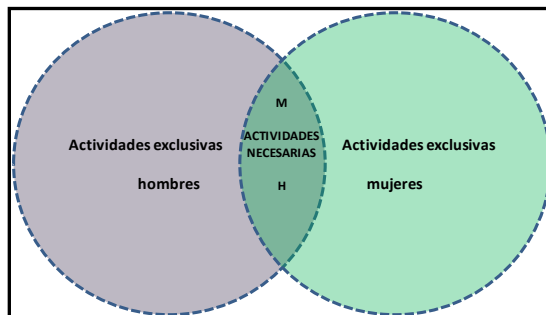 M
ACTIVIDADES
NECESARIAS
H
Actividades exclusivas
hombres
Actividades exclusivas
mujeres